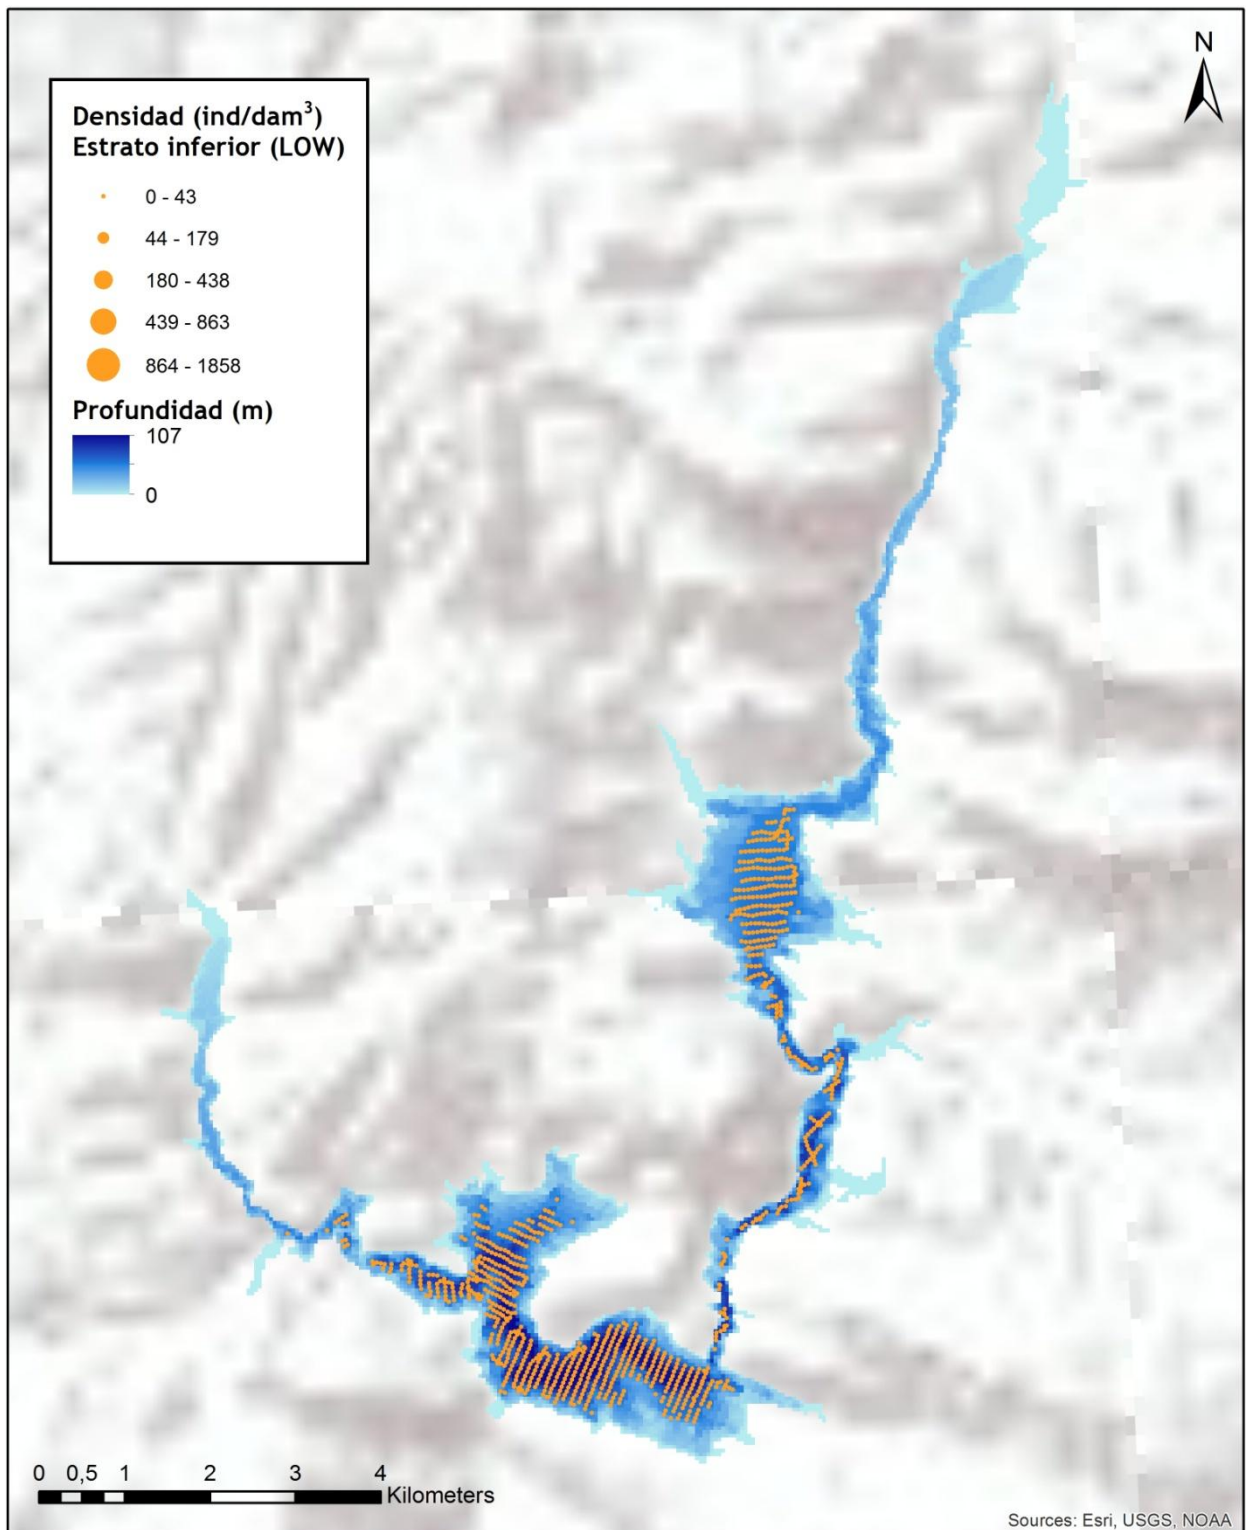 N
Densidad (ind/dam³)
Estrato inferior (LOW)
0 - 43
44 - 179
180 - 438
439 - 863
864 - 1858
Profundidad (m)
107
0
0 0,5 1 2 3 4
Kilometers
Sources: Esri, USGS, NOAA